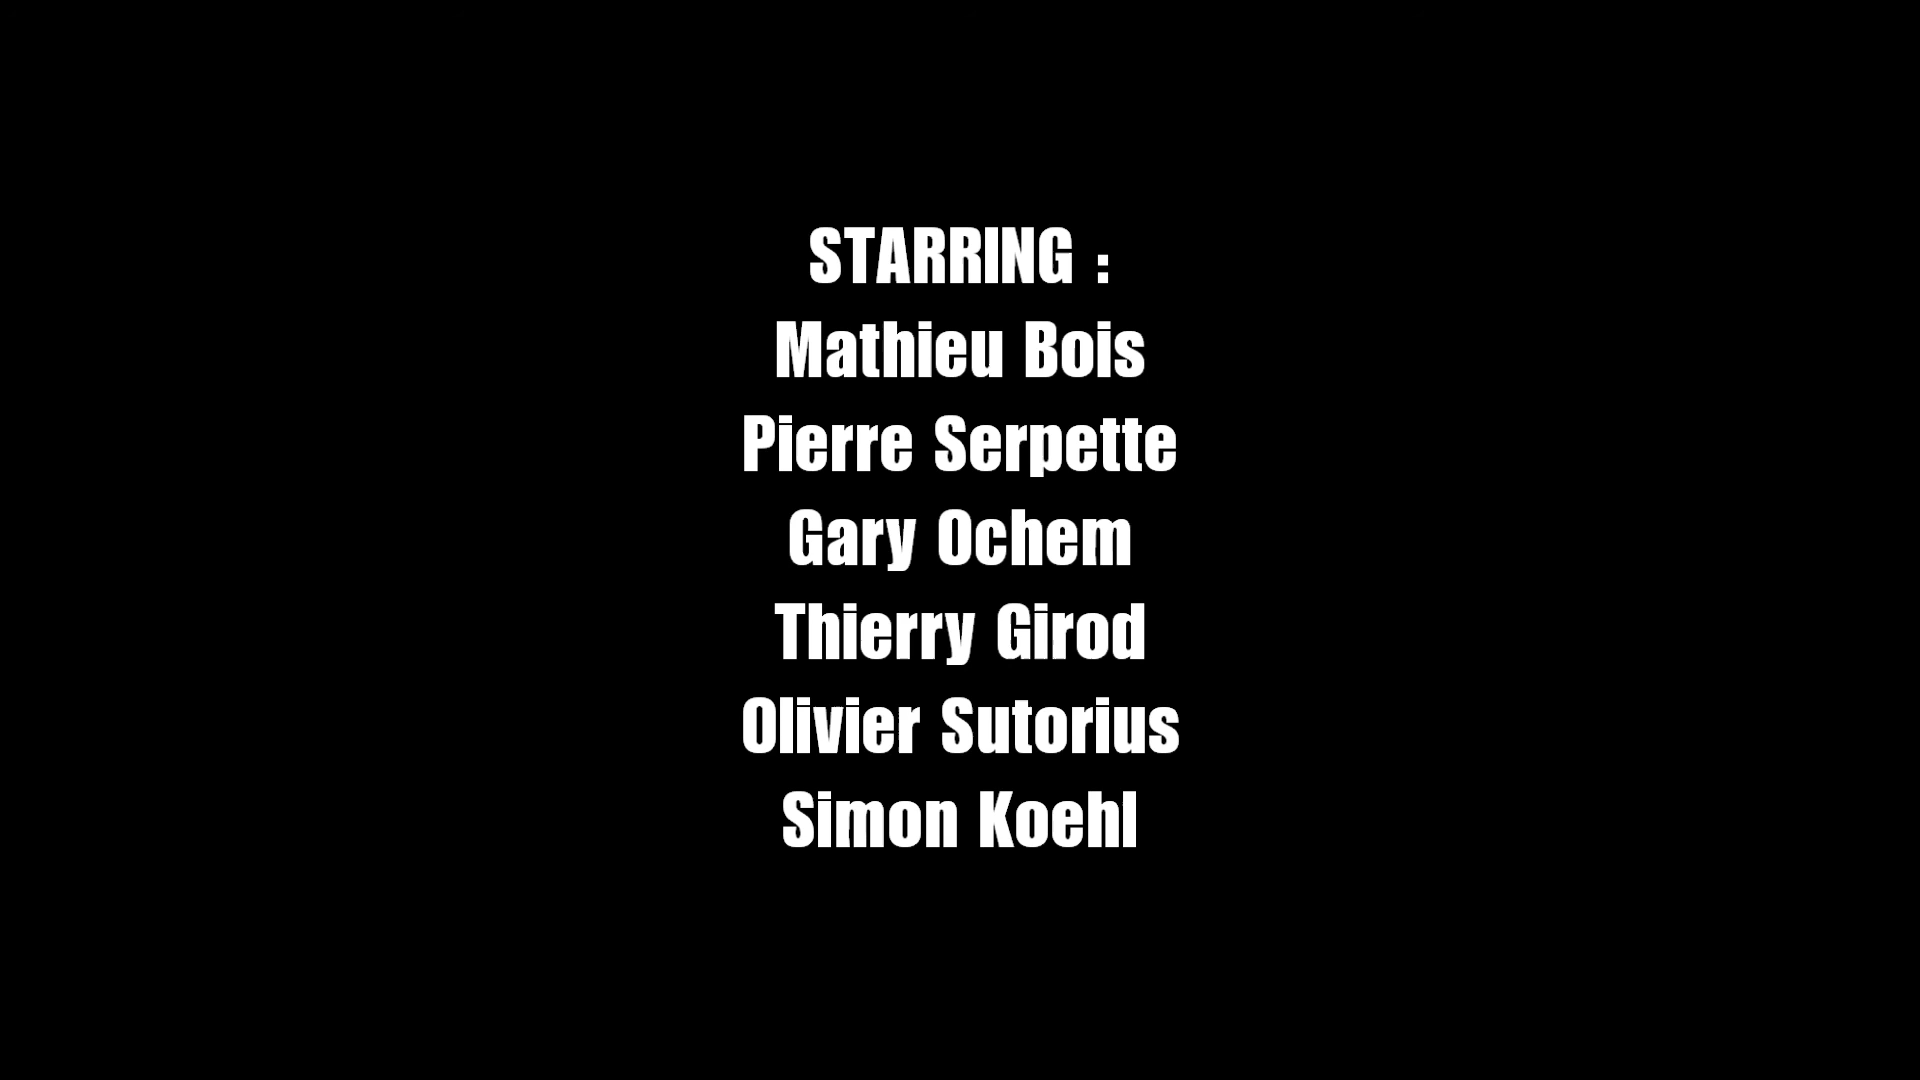 STARRING :
Mathieu Bois
Pierre Serpette
Gary Ochem
Thierry Girod
Olivier Sutorius
Simon Koehl